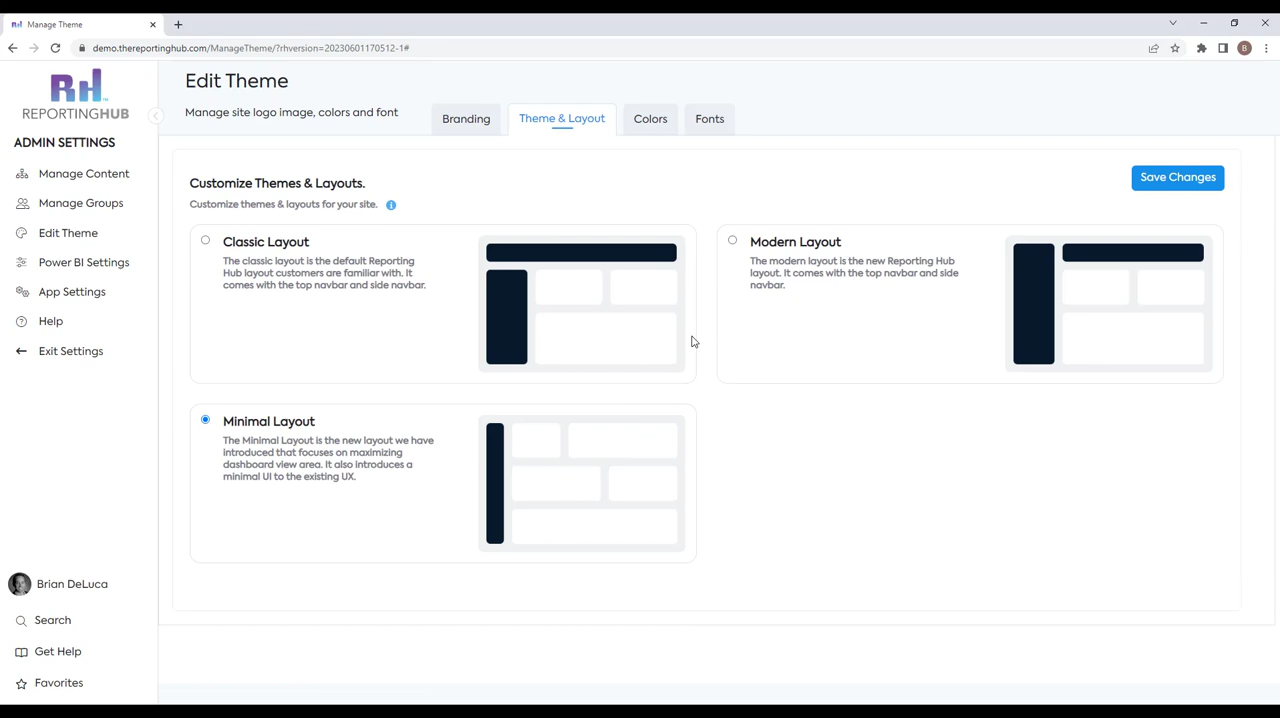 Manage Theme
demo.thereportinghub.com/ManageTheme/?rhversion=20230601170512-1#
B
RH
REPORTINGHUB
ADMIN SETTINGS
Manage Content
Manage Groups
Edit Theme
Power BI Settings
App Settings
Help
Exit Settings
Brian DeLuca
Search
Get Help
Favorites
Edit Theme
Manage site logo image, colors and font
Branding
Theme & Layout
Colors
Fonts
Customize Themes & Layouts.
Customize themes & layouts for your site.
Save Changes
Classic Layout
The classic layout is the default Reporting
Hub layout customers are familiar with. It
comes with the top navbar and side navbar.
Modern Layout
The modern layout is the new Reporting Hub
layout. It comes with the top navbar and side
navbar.
Minimal Layout
The Minimal Layout is the new layout we have
introduced that focuses on maximizing
dashboard view area. It also introduces a
minimal UI to the existing UX.